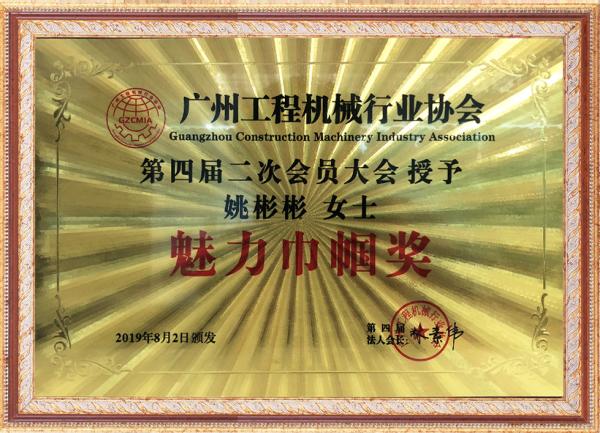 GZCMIA
广州工程机械行业协会
Guangzhou Construction Machinery Industry Association
第四届二次会员大会 授予
姚彬彬 女士
魅力巾帼奖
2019年8月2日颁发
第四届
法人会长: